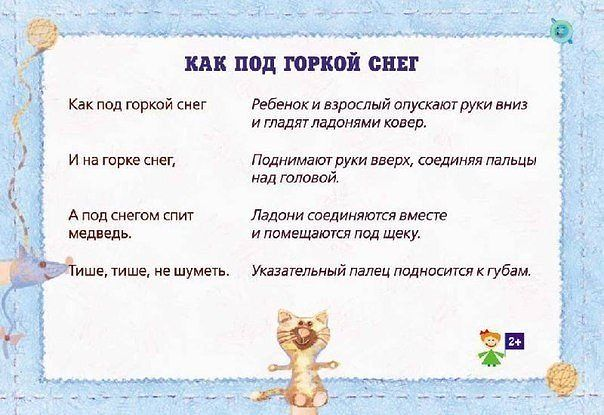 КАК ПОД ГОРКОЙ СНЕГ
Как под горкой снег
Ребенок и взрослый опускают руки вниз
и гладят ладонями ковер.
И на горке снег,
Поднимают руки вверх, соединяя пальцы
над головой.
А под снегом спит
медведь.
Ладони соединяются вместе
и помещаются под щеку.
Тише, тише, не шуметь.
Указательный палец подносится к губам.
2+